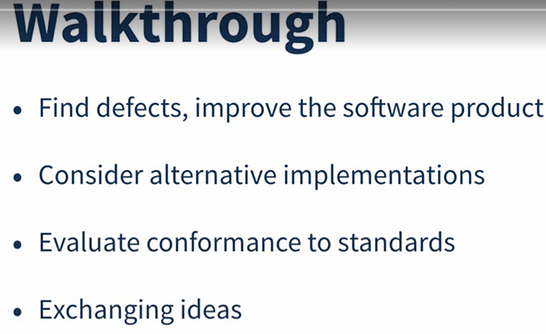 Walkthrough
• Find defects, improve the software product
• Consider alternative implementations
• Evaluate conformance to standards
• Exchanging ideas